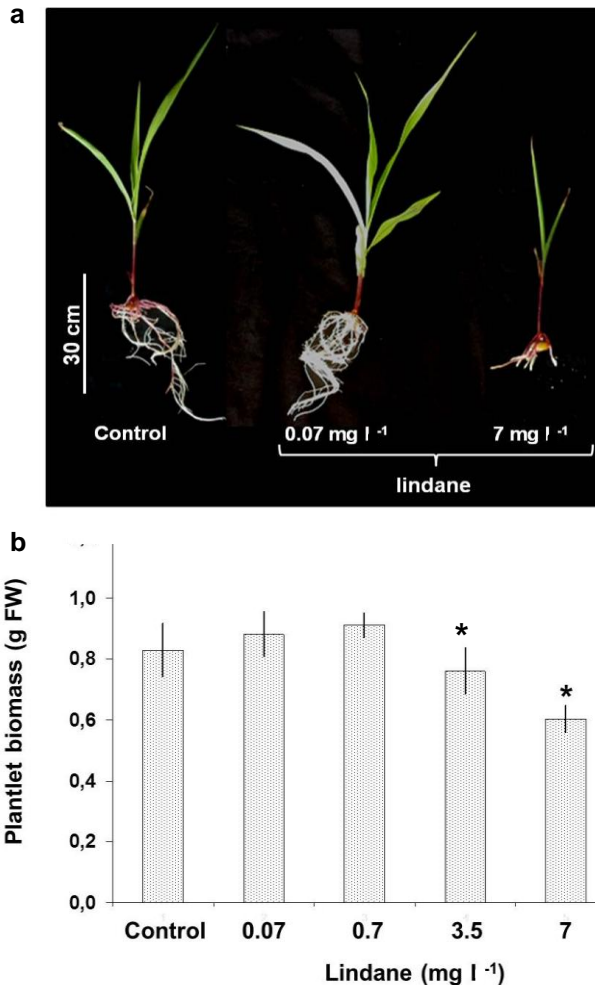 a
30 cm
Control
0.07 mg l -1
7 mg l -1
lindane
b
Plantlet biomass (g FW)
1,0
0,8
0,6
0,4
0,2
0,0
*
*
Control 0.07 0.7 3.5 7
Lindane (mg l -1)